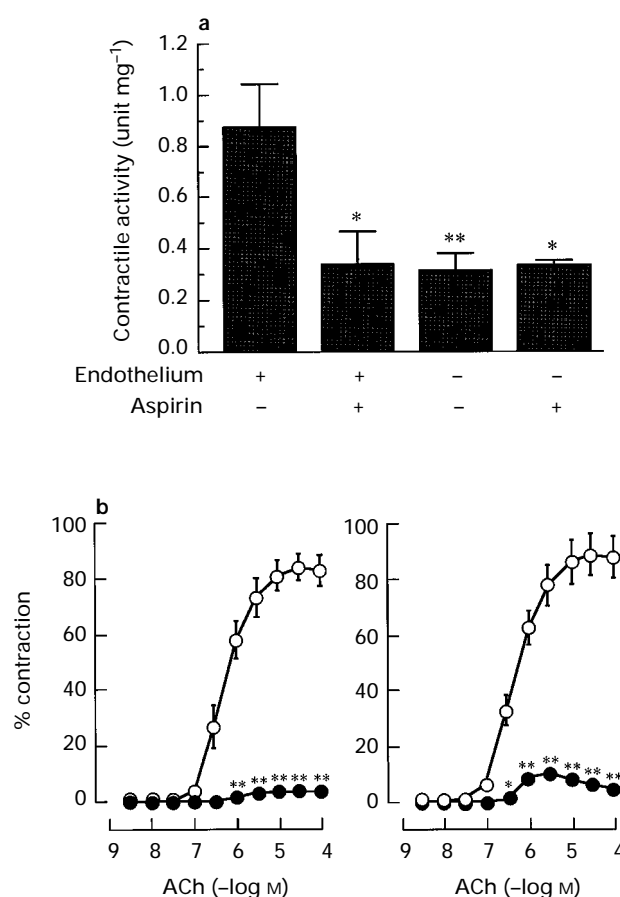 a
Contractile activity (unit mg⁻¹)
1.2
1.0
0.8
0.6
0.4
0.2
0.0
* ** *
Endothelium + + – –
Aspirin – + – +
b
% contraction
100
80
60
40
20
0
** ** ** ** **
9 8 7 6 5 4
ACh (–log M)
100
80
60
40
20
0
* ** ** ** ** **
9 8 7 6 5 4
ACh (–log M)